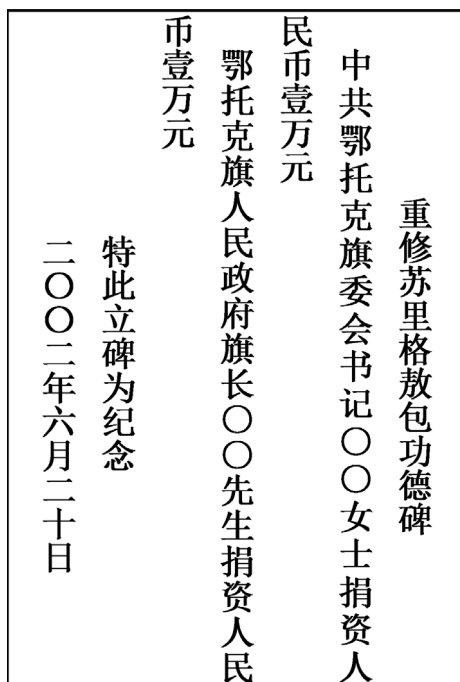 重修苏里格敖包功德碑
中共鄂托克旗委会书记〇〇女士捐资人
民币壹万元
鄂托克旗人民政府旗长〇〇先生捐资人民
币壹万元
特此立碑为纪念
二〇〇二年六月二十日